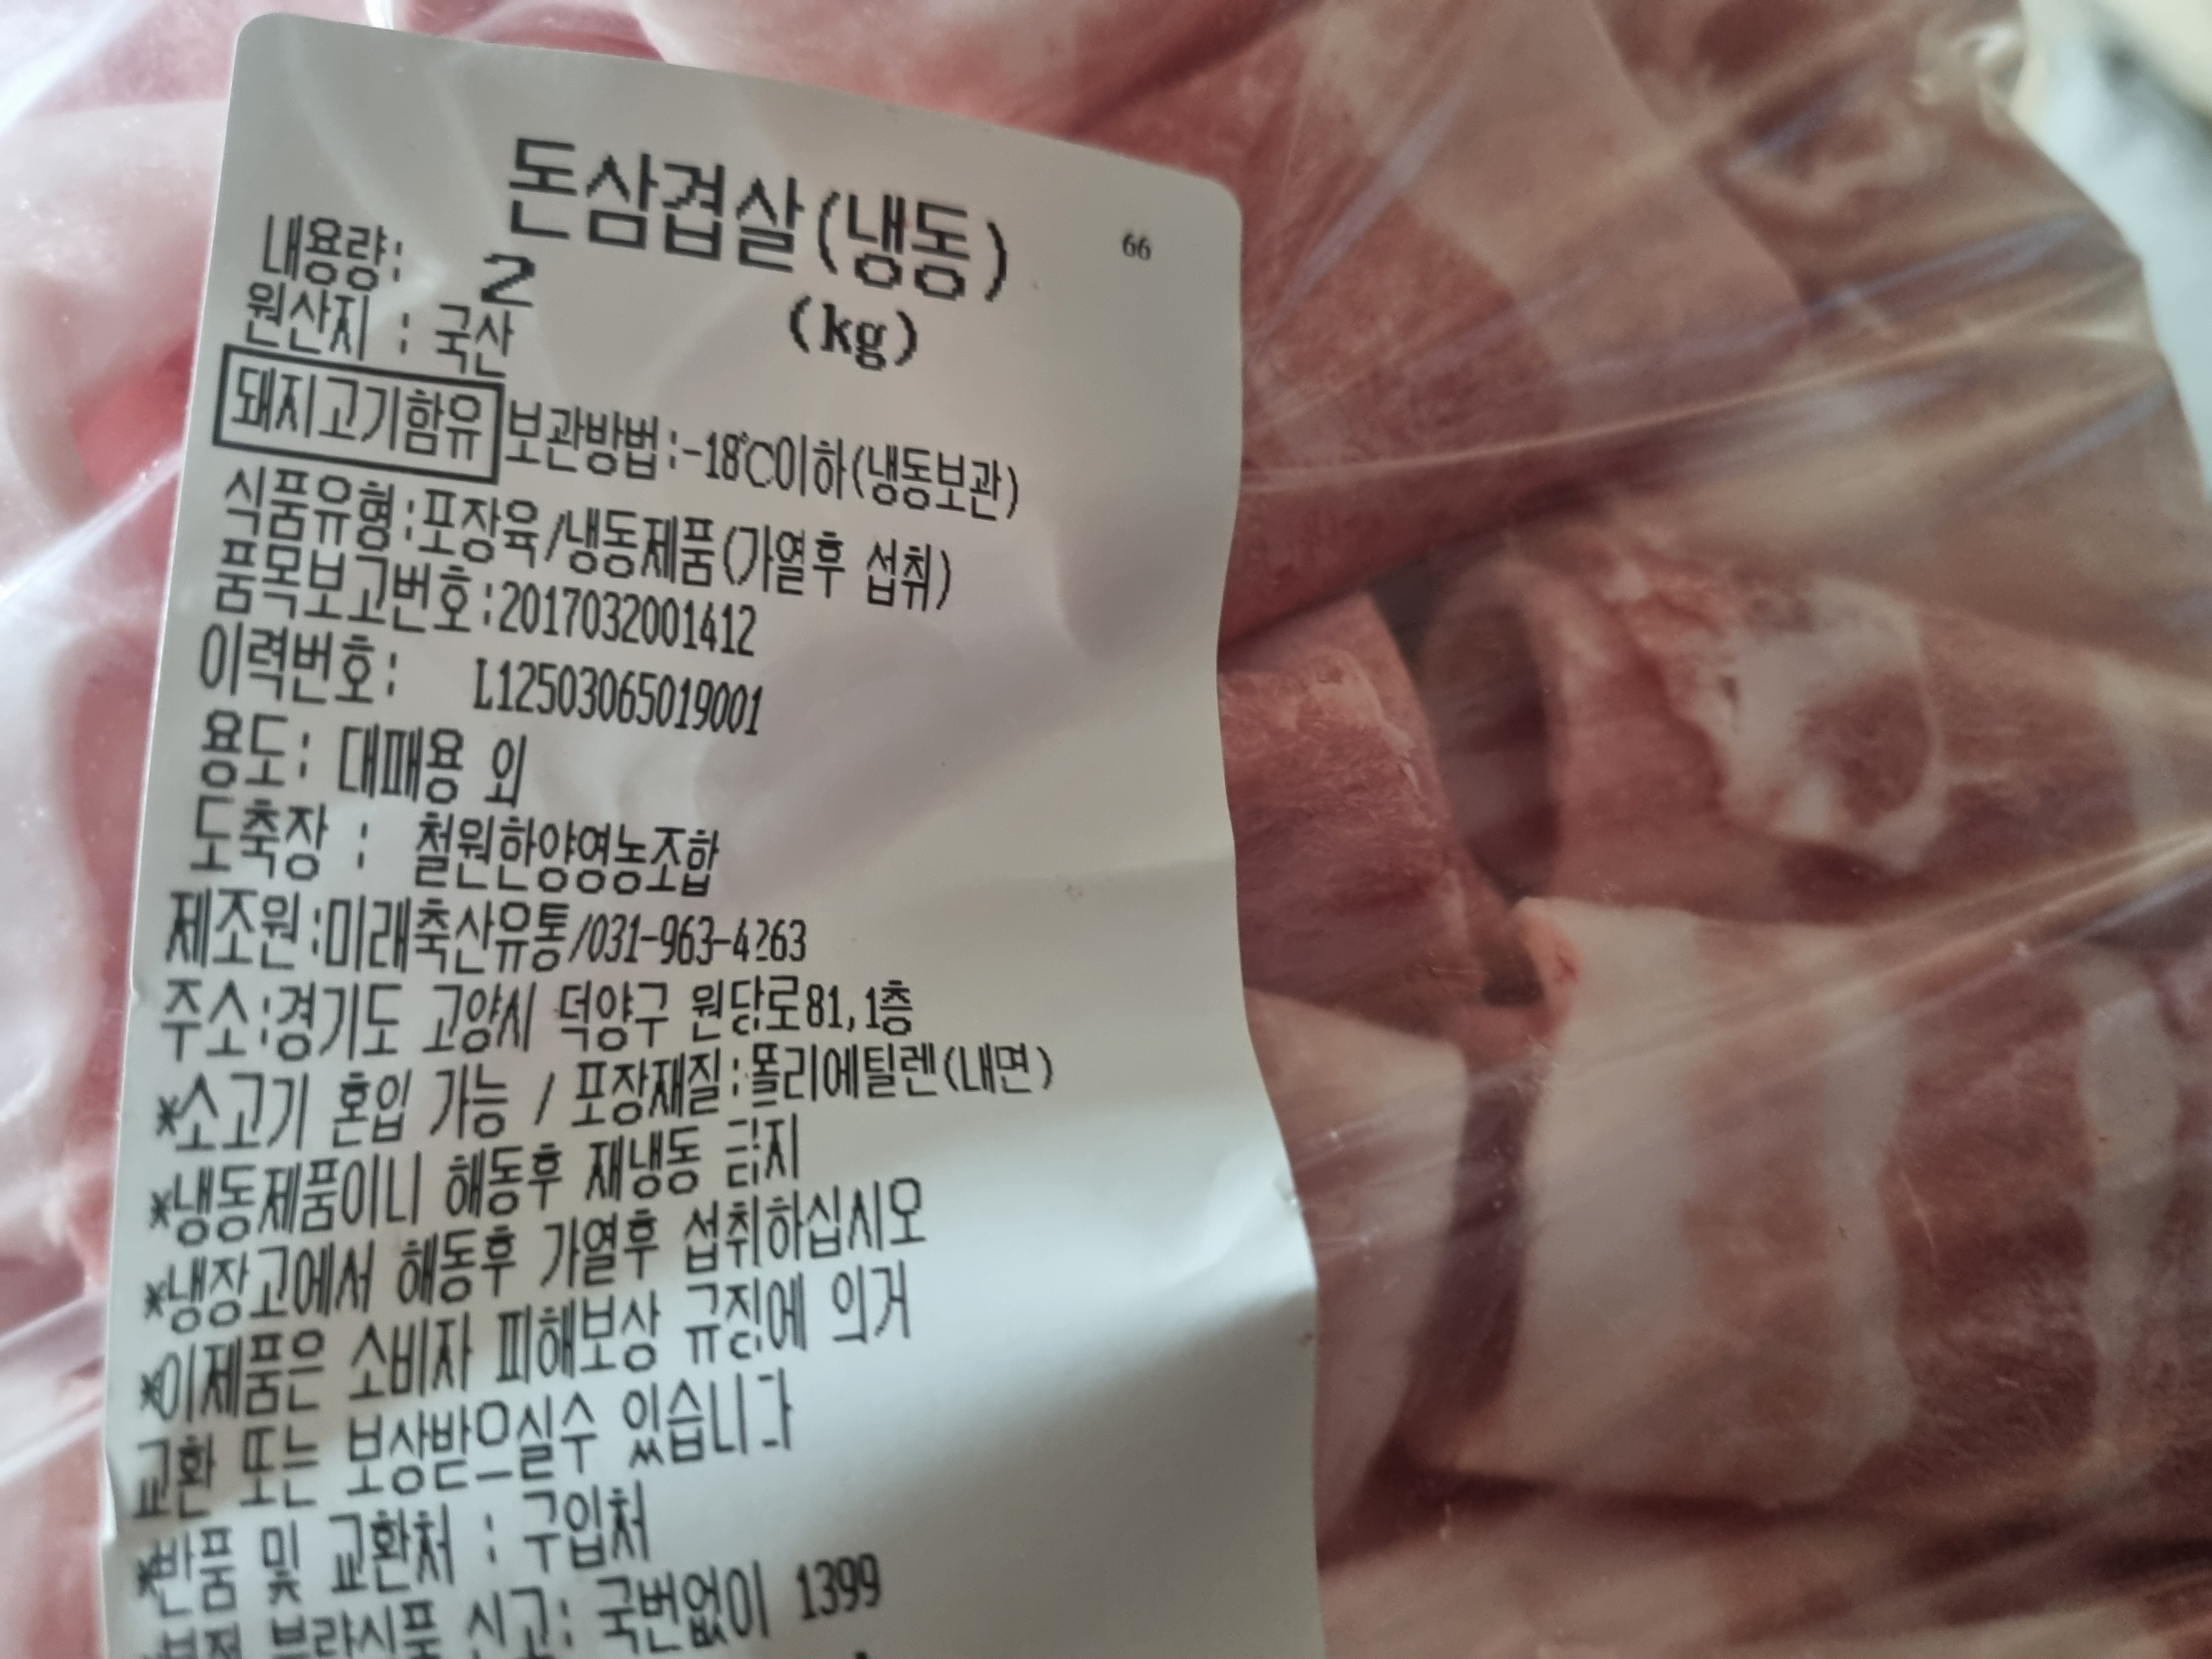 돈삼겹살(냉동)
66
내용량: 2 (kg)
원산지 : 국산
돼지고기함유 보관방법:-18℃이하(냉동보관)
식품유형:포장육/냉동제품(가열후 섭취)
품목보고번호:2017032001412
이력번호: L12503065019001
용도: 대패용 외
도축장 : 철원한양영농조합
제조원:미래축산유통/031-963-4263
주소:경기도 고양시 덕양구 원당로81,1층
*소고기 혼입 가능 / 포장재질:폴리에틸렌(내면)
*냉동제품이니 해동후 재냉동 금지
*냉장고에서 해동후 가열후 섭취하십시오
*이제품은 소비자 피해보상 규정에 의거
교환 또는 보상받으실수 있습니다
*반품 및 교환처 : 구입처
*부정 불량식품 신고: 국번없이 1399